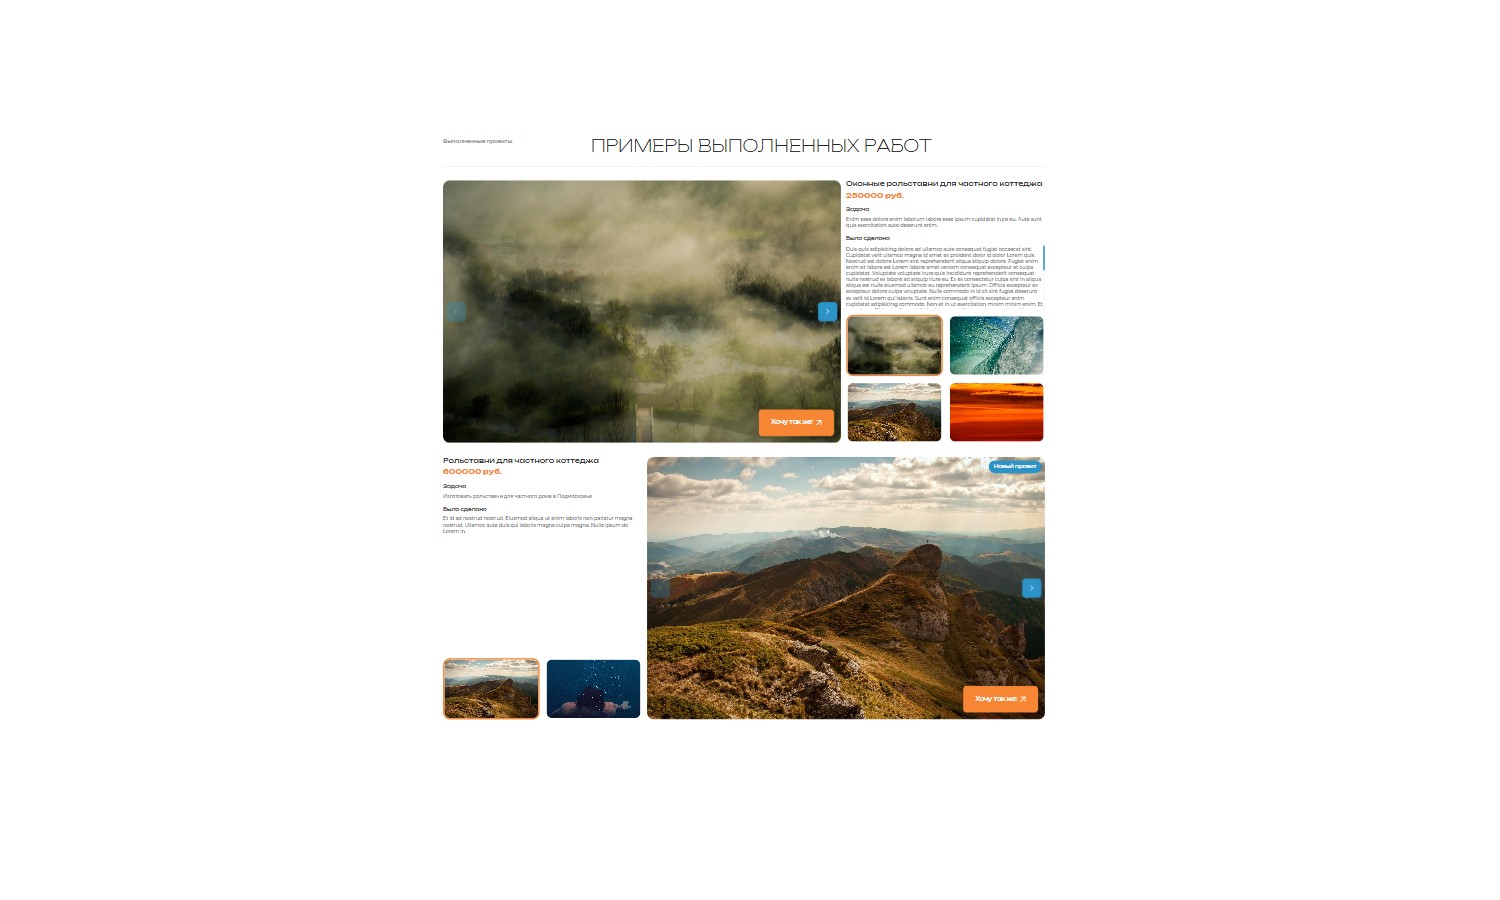 Выполненные проекты
ПРИМЕРЫ ВЫПОЛНЕННЫХ РАБОТ
Оконные рольставни для частного коттеджа
250000 руб.
Задача
Enim esse dolore enim laborum labore esse ipsum cupidatat irure eu. Aute sunt
quis exercitation aute deserunt enim.
Было сделано
Duis quis adipisicing dolore ad ullamco aute consequat fugiat occaecat sint.
Cupidatat velit ullamco magna id amet ex proident dolor id dolor Lorem quis.
Nostrud est dolore Lorem sint reprehenderit aliqua aliquip dolore. Fugiat enim
enim sit labore est Lorem labore amet veniam consequat excepteur et culpa
cupidatat. Voluptate voluptate irure quis incididunt reprehenderit consequat
nulla nostrud ex labore ad aliquip irure eu. Ex ex consectetur culpa sint in aliqua
aliqua est nulla eiusmod ullamco eu reprehenderit ipsum. Officia excepteur ex
excepteur dolore culpa voluptate. Nulla commodo in id sit sint fugiat deserunt
ex velit id Lorem qui laboris. Sunt enim consequat officia excepteur anim
cupidatat adipisicing commodo. Non et in ut exercitation minim minim enim. Et
Хочу так же
Рольставни для частного коттеджа
600000 руб.
Задача
Изготовить рольставни для частного дома в Подмосковье
Было сделано
Et id ad nostrud nostrud. Eiusmod aliqua ut enim laboris non pariatur magna
nostrud. Ullamco aute duis qui laboris magna culpa magna. Nulla ipsum do
Lorem in.
Новый проект
Хочу так же